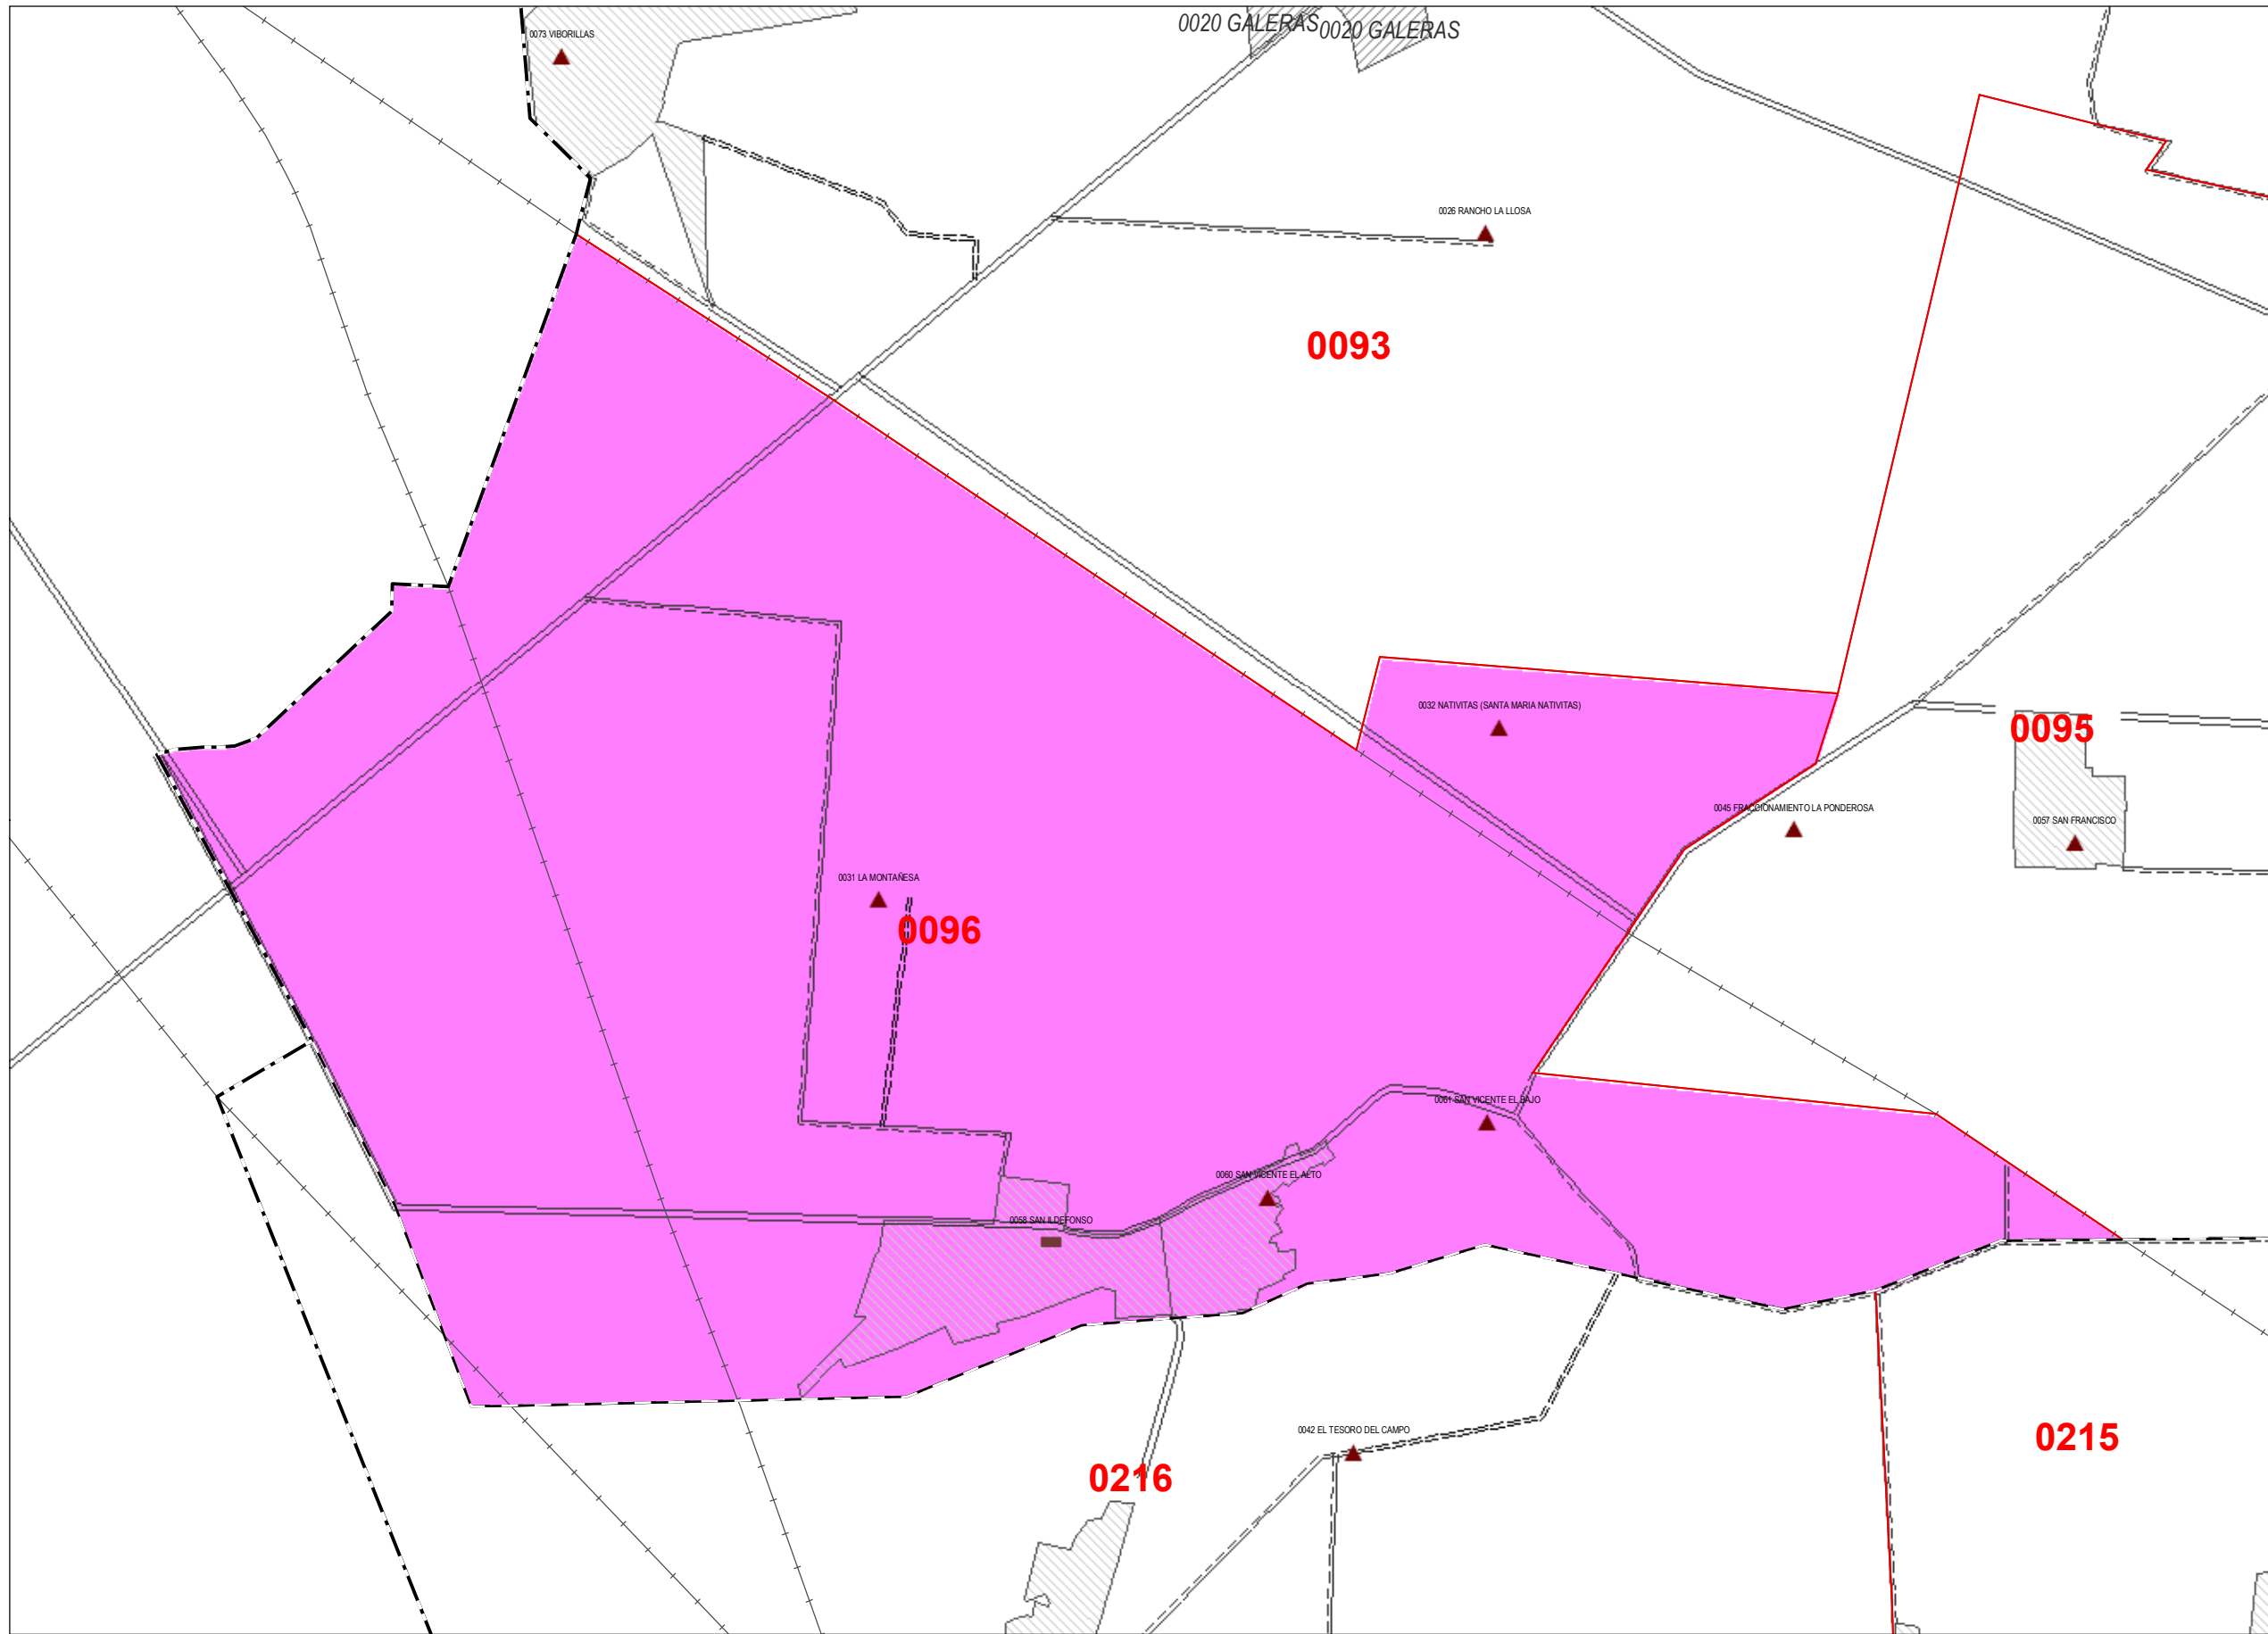 0020 GALERAS
0020 GALERAS
0073 VIBORILLAS
0026 RANCHO LA LLOSA
0093
0032 NATIVITAS (SANTA MARIA NATIVITAS)
0095
0045 FRACCIONAMIENTO LA PONDEROSA
0057 SAN FRANCISCO
0031 LA MONTAÑESA
0096
0061 SAN VICENTE EL BAJO
0060 SAN VICENTE EL ALTO
0058 SAN ILDEFONSO
0042 EL TESORO DEL CAMPO
0215
0216